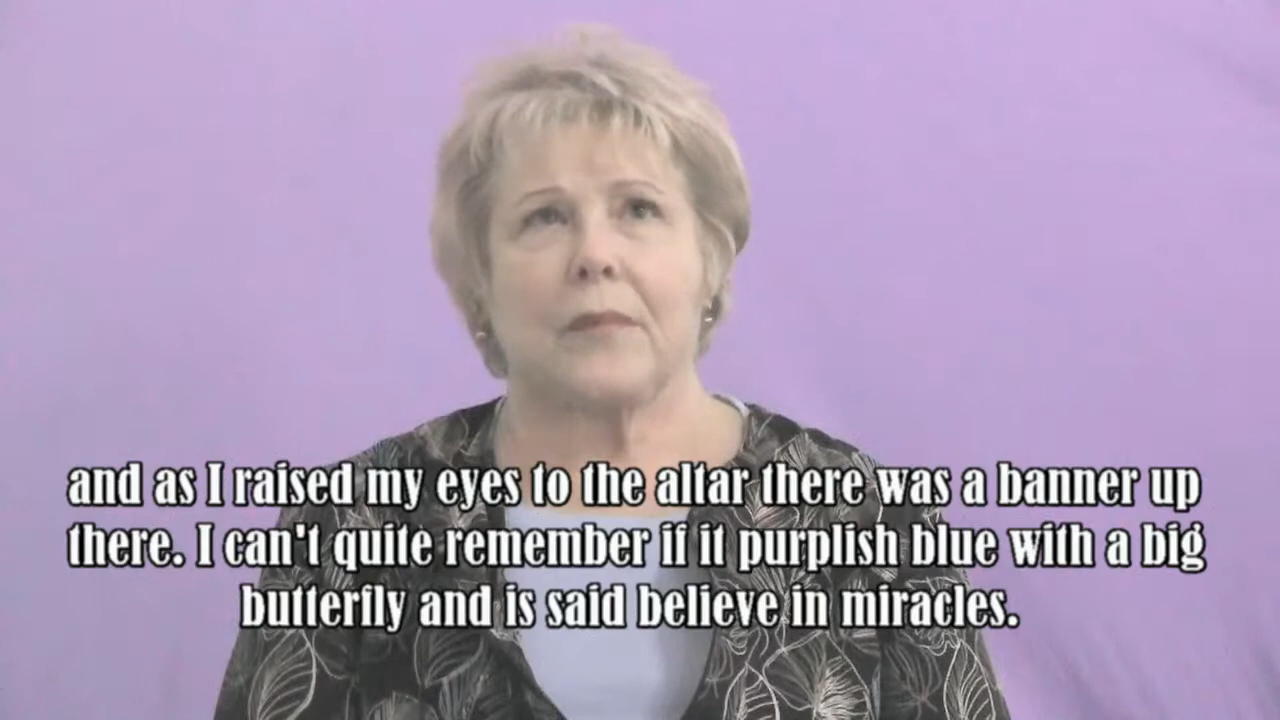 and as I raised my eyes to the altar there was a banner up
there. I can't quite remember if it purplish blue with a big
butterfly and is said believe in miracles.